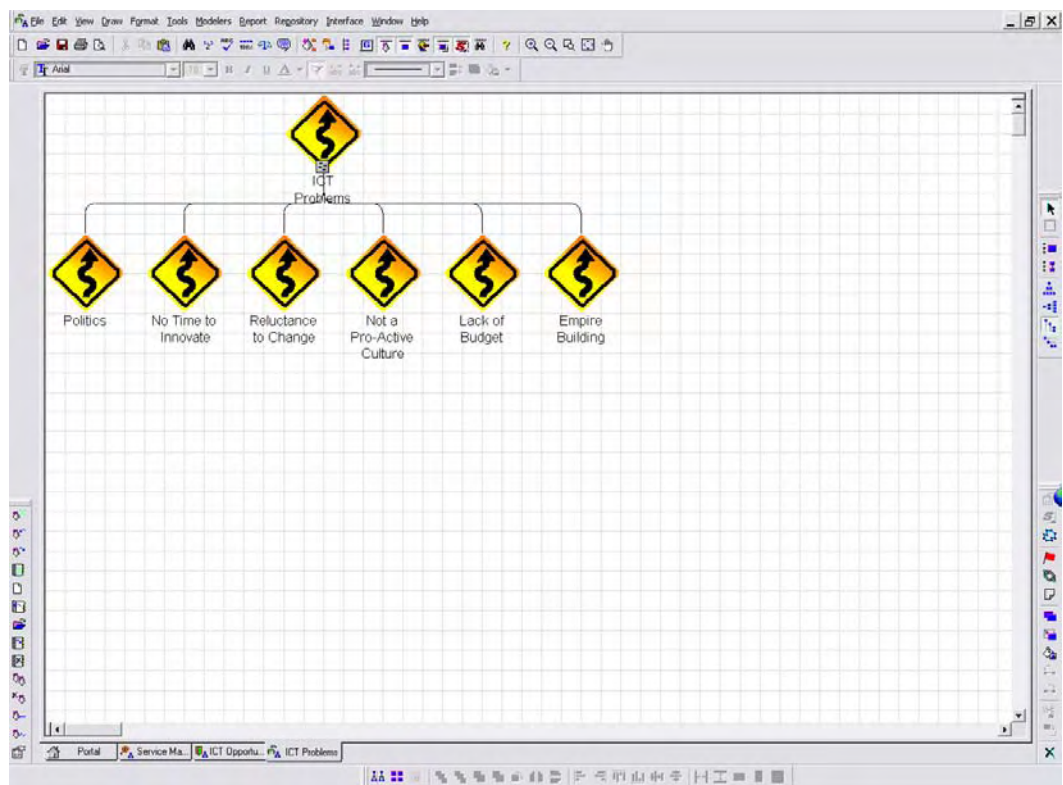 File Edit View Draw Format Tools Modelers Report Repository Interface Window Help
Arial
ICT
Problems
Politics
No Time to
Innovate
Reluctance
to Change
Not a
Pro-Active
Culture
Lack of
Budget
Empire
Building
Portal
Service Ma...
ICT Opportu...
ICT Problems